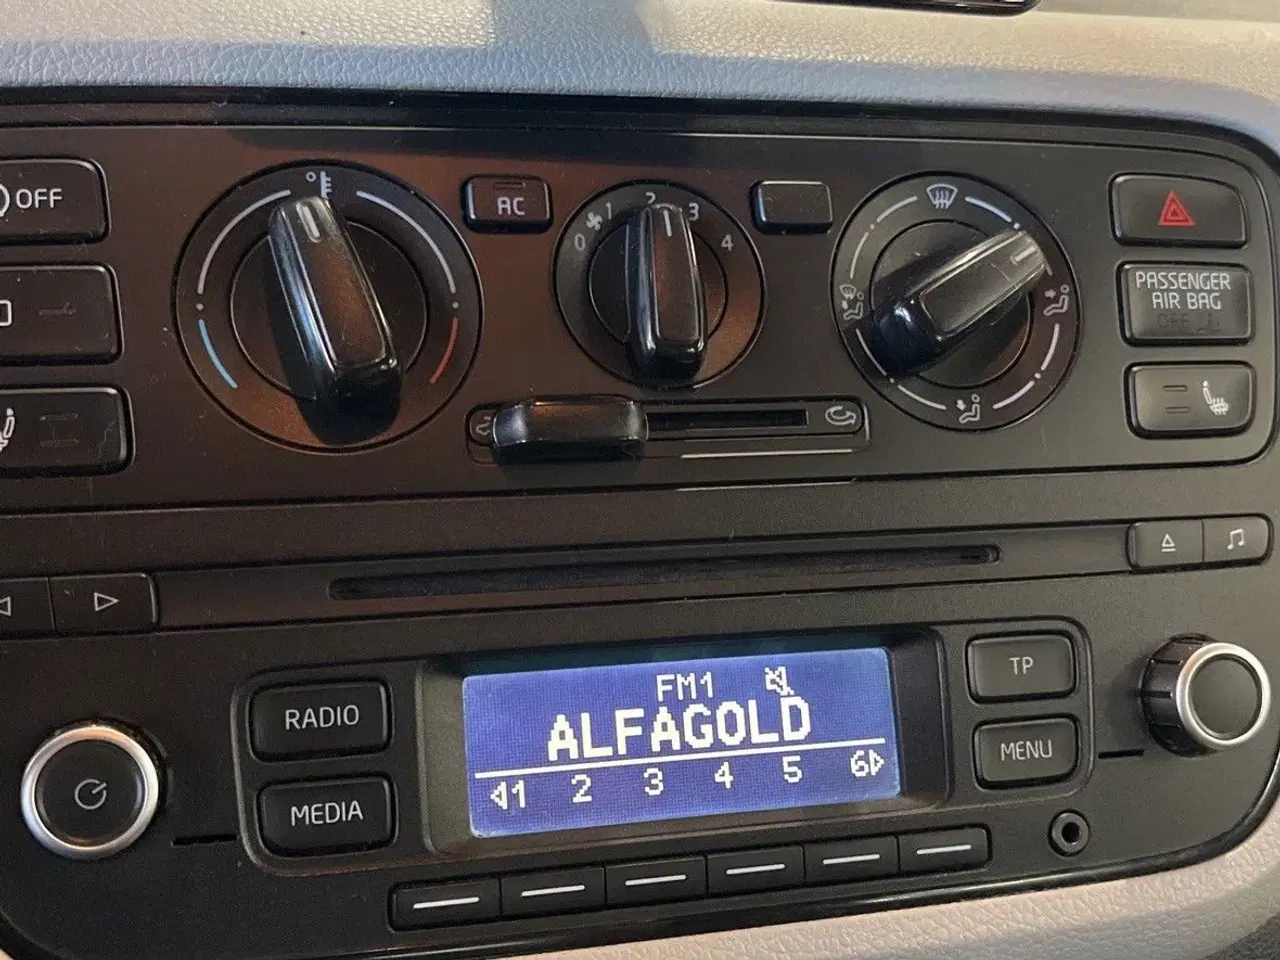 OFF
AC
0 1 2 3 4
PASSENGER
AIR BAG
OFF
RADIO
MEDIA
FM1
ALFAGOLD
1 2 3 4 5 6
TP
MENU